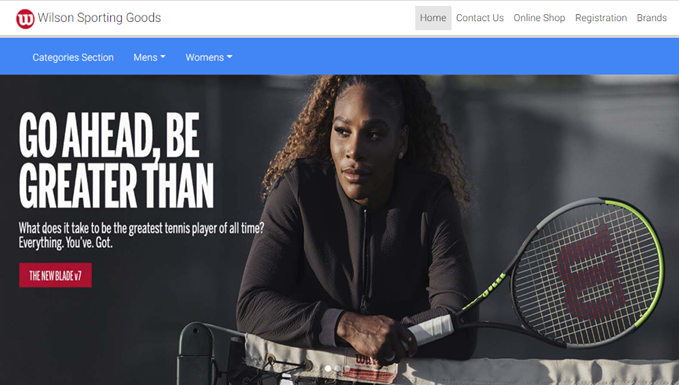 W Wilson Sporting Goods
Home Contact Us Online Shop Registration Brands
Categories Section Mens Womens
GO AHEAD, BE
GREATER THAN
What does it take to be the greatest tennis player of all time?
Everything. You've. Got.
THE NEW BLADE v7
W
Wilson